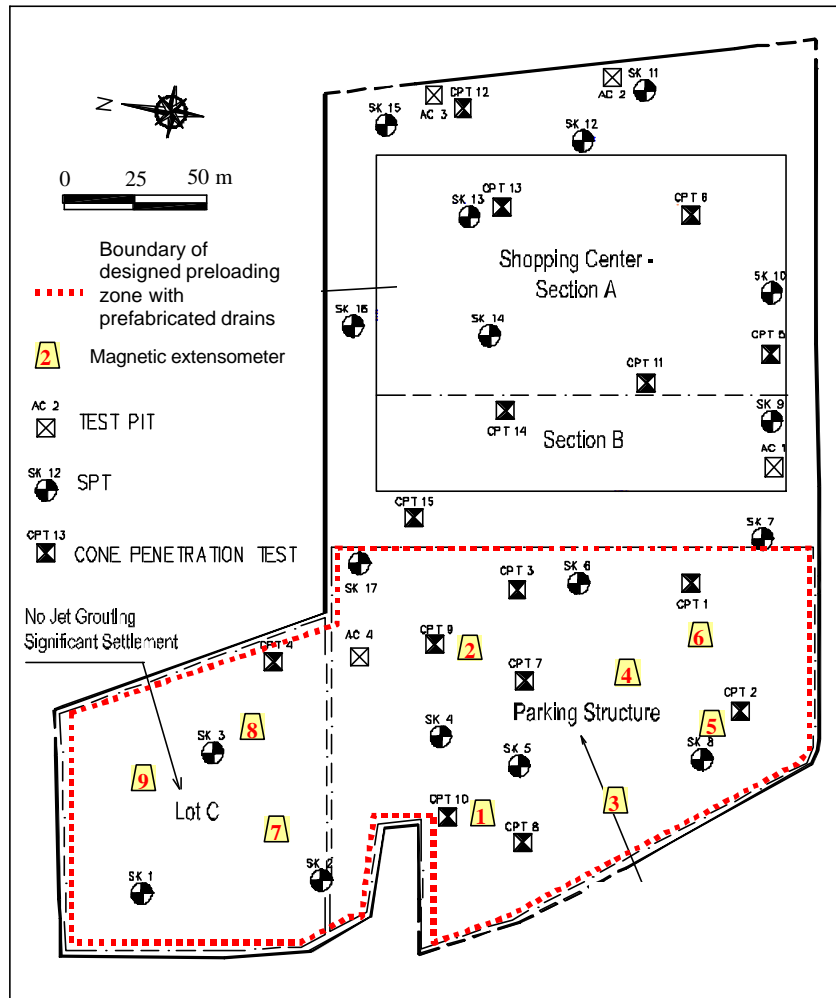 N
0 25 50 m
Boundary of
designed preloading
zone with
prefabricated drains
2 Magnetic extensometer
AC 2
TEST PIT
SK 12
SPT
CPT 13
CONE PENETRATION TEST
No Jet Grouting
Significant Settlement
SK 15
AC 3
CPT 12
AC 2
SK 11
SK 12
SK 13
CPT 13
CPT 6
Shopping Center -
Section A
SK 10
SK 16
SK 14
CPT 5
CPT 11
CPT 14
Section B
SK 9
AC 1
CPT 15
SK 7
SK 17
CPT 3
SK 6
CPT 1
CPT 4
AC 4
CPT 9
2
6
CPT 7
4
Parking Structure
CPT 2
5
SK 8
8
SK 3
SK 4
SK 5
9
Lot C
7
CPT 10
1
CPT 8
3
SK 1
SK 2